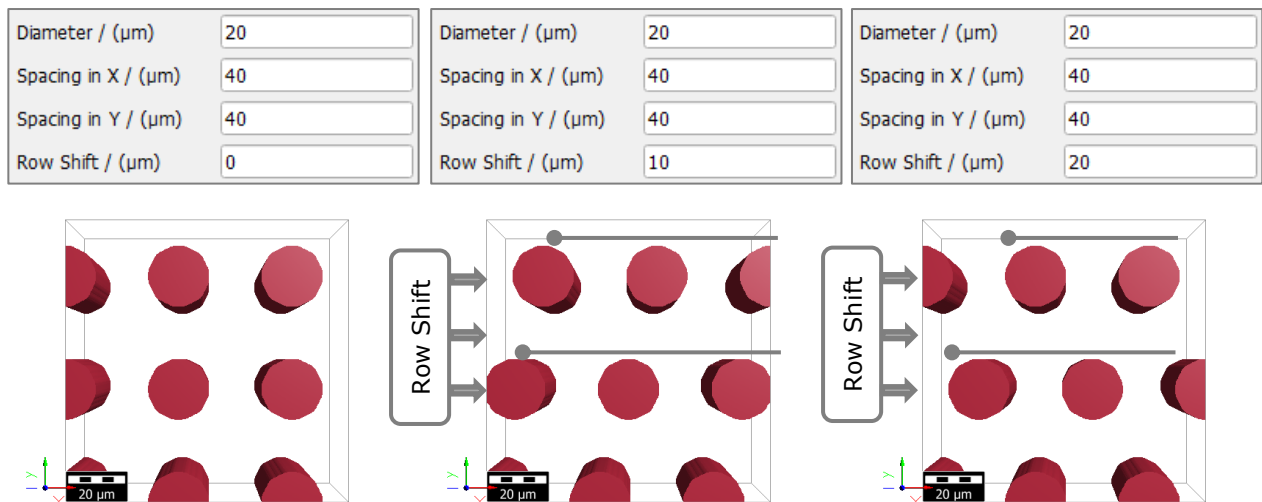 Diameter / (µm) 20
Spacing in X / (µm) 40
Spacing in Y / (µm) 40
Row Shift / (µm) 0
Diameter / (µm) 20
Spacing in X / (µm) 40
Spacing in Y / (µm) 40
Row Shift / (µm) 10
Diameter / (µm) 20
Spacing in X / (µm) 40
Spacing in Y / (µm) 40
Row Shift / (µm) 20
Row Shift
Row Shift
y
X
20 µm
y
X
20 µm
y
X
20 µm